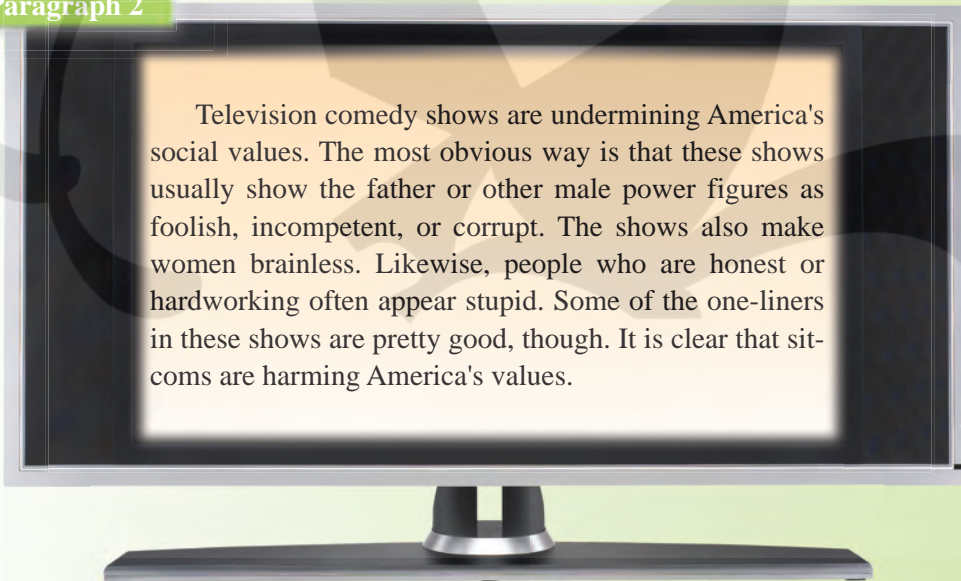 Paragraph 2
Television comedy shows are undermining America's
social values. The most obvious way is that these shows
usually show the father or other male power figures as
foolish, incompetent, or corrupt. The shows also make
women brainless. Likewise, people who are honest or
hardworking often appear stupid. Some of the one-liners
in these shows are pretty good, though. It is clear that sit-
coms are harming America's values.